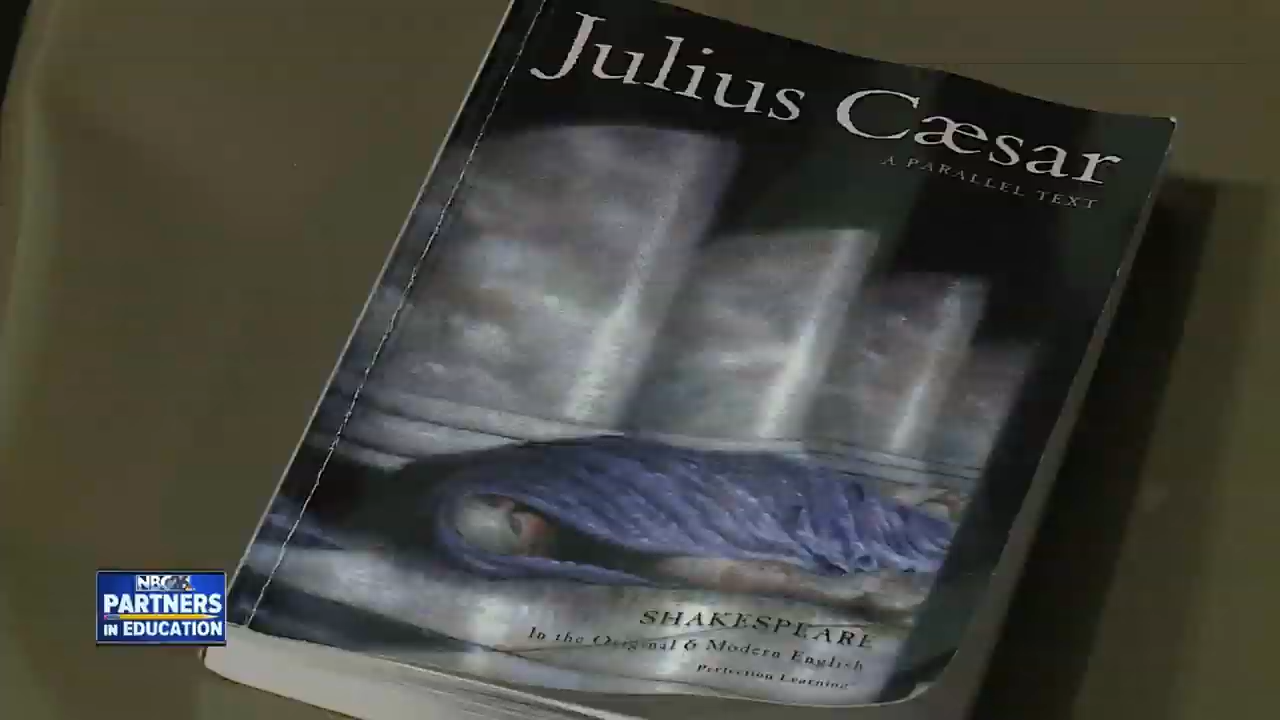 Julius Cæsar
A PARALLEL TEXT
SHAKESPEARE
In the Original & Modern English
Perfection Learning
NBC26
PARTNERS
IN EDUCATION